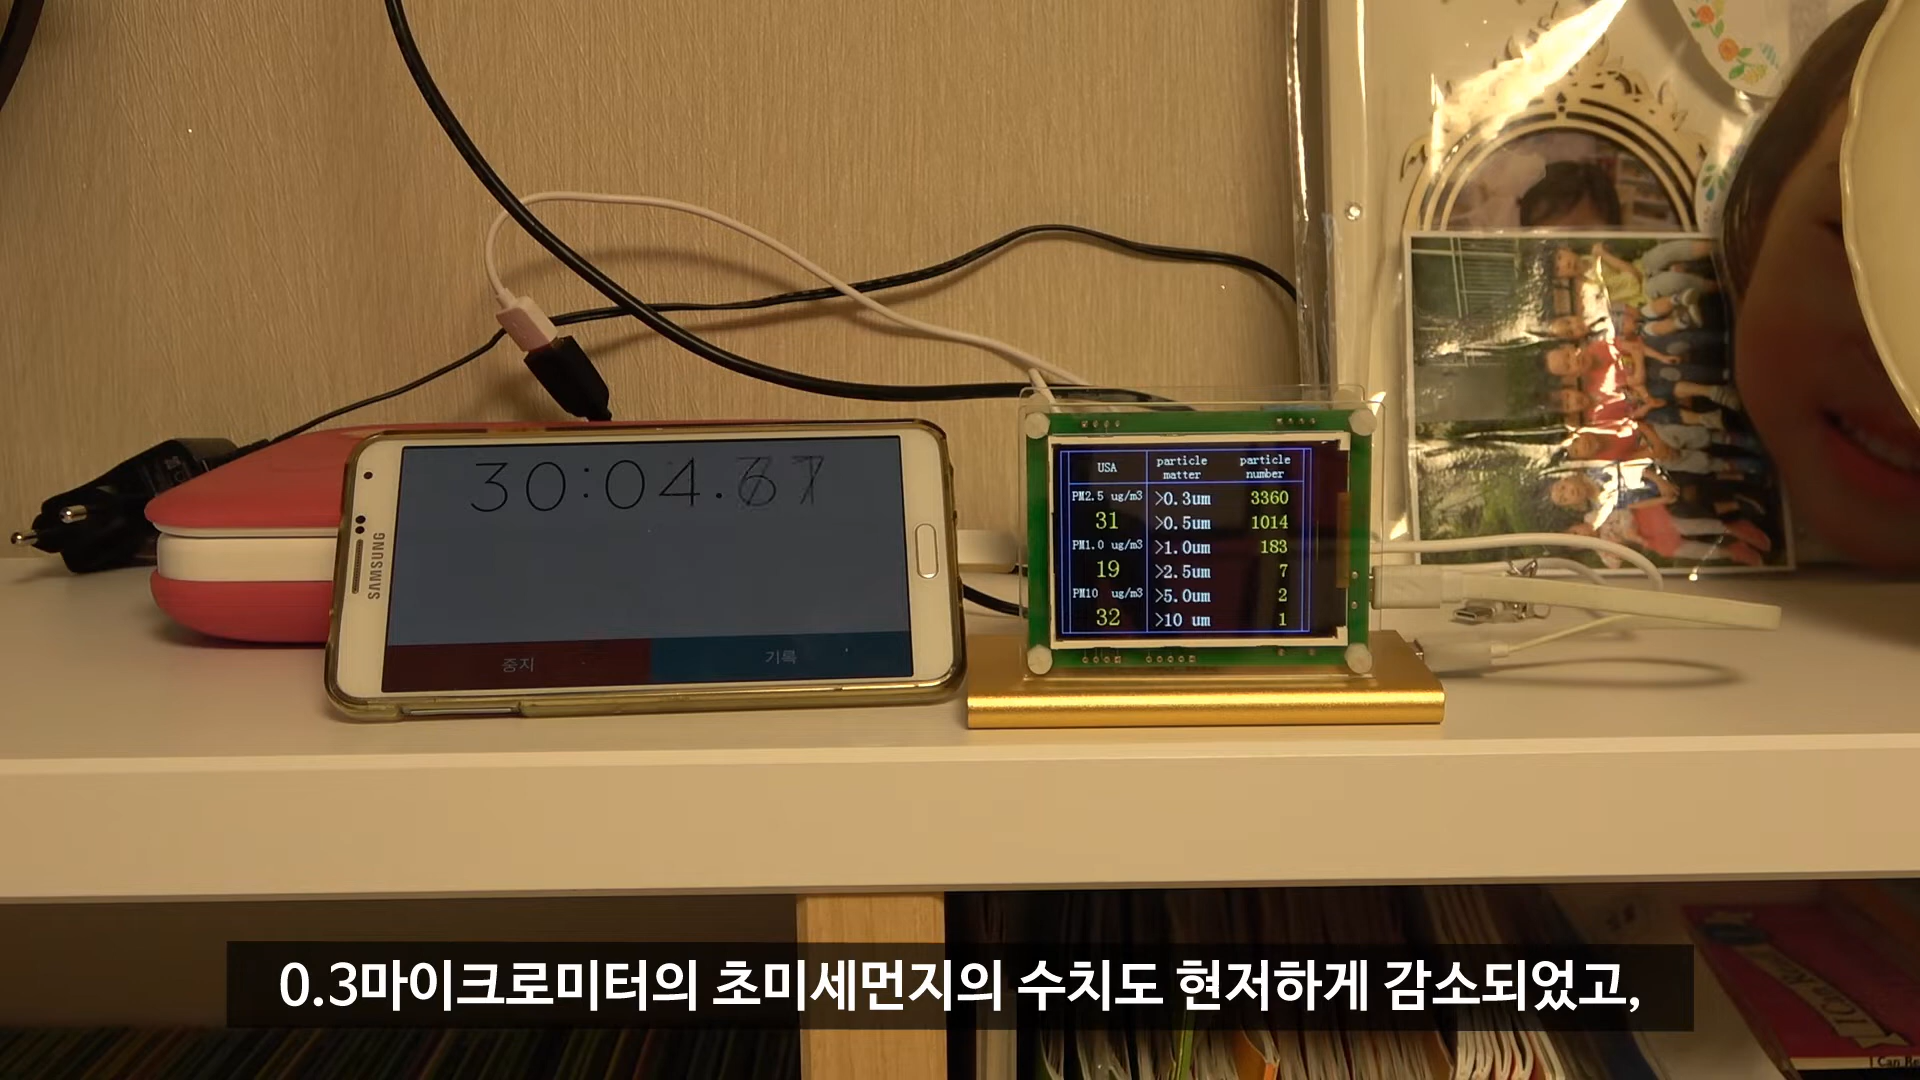 30:04.67
SAMSUNG
중지
기록
USA
particle matter
particle number
PM2.5 ug/m3
31
PM1.0 ug/m3
19
PM10 ug/m3
32
>0.3um 3360
>0.5um 1014
>1.0um 183
>2.5um 7
>5.0um 2
>10 um 1
0.3마이크로미터의 초미세먼지의 수치도 현저하게 감소되었고,
I Can Re